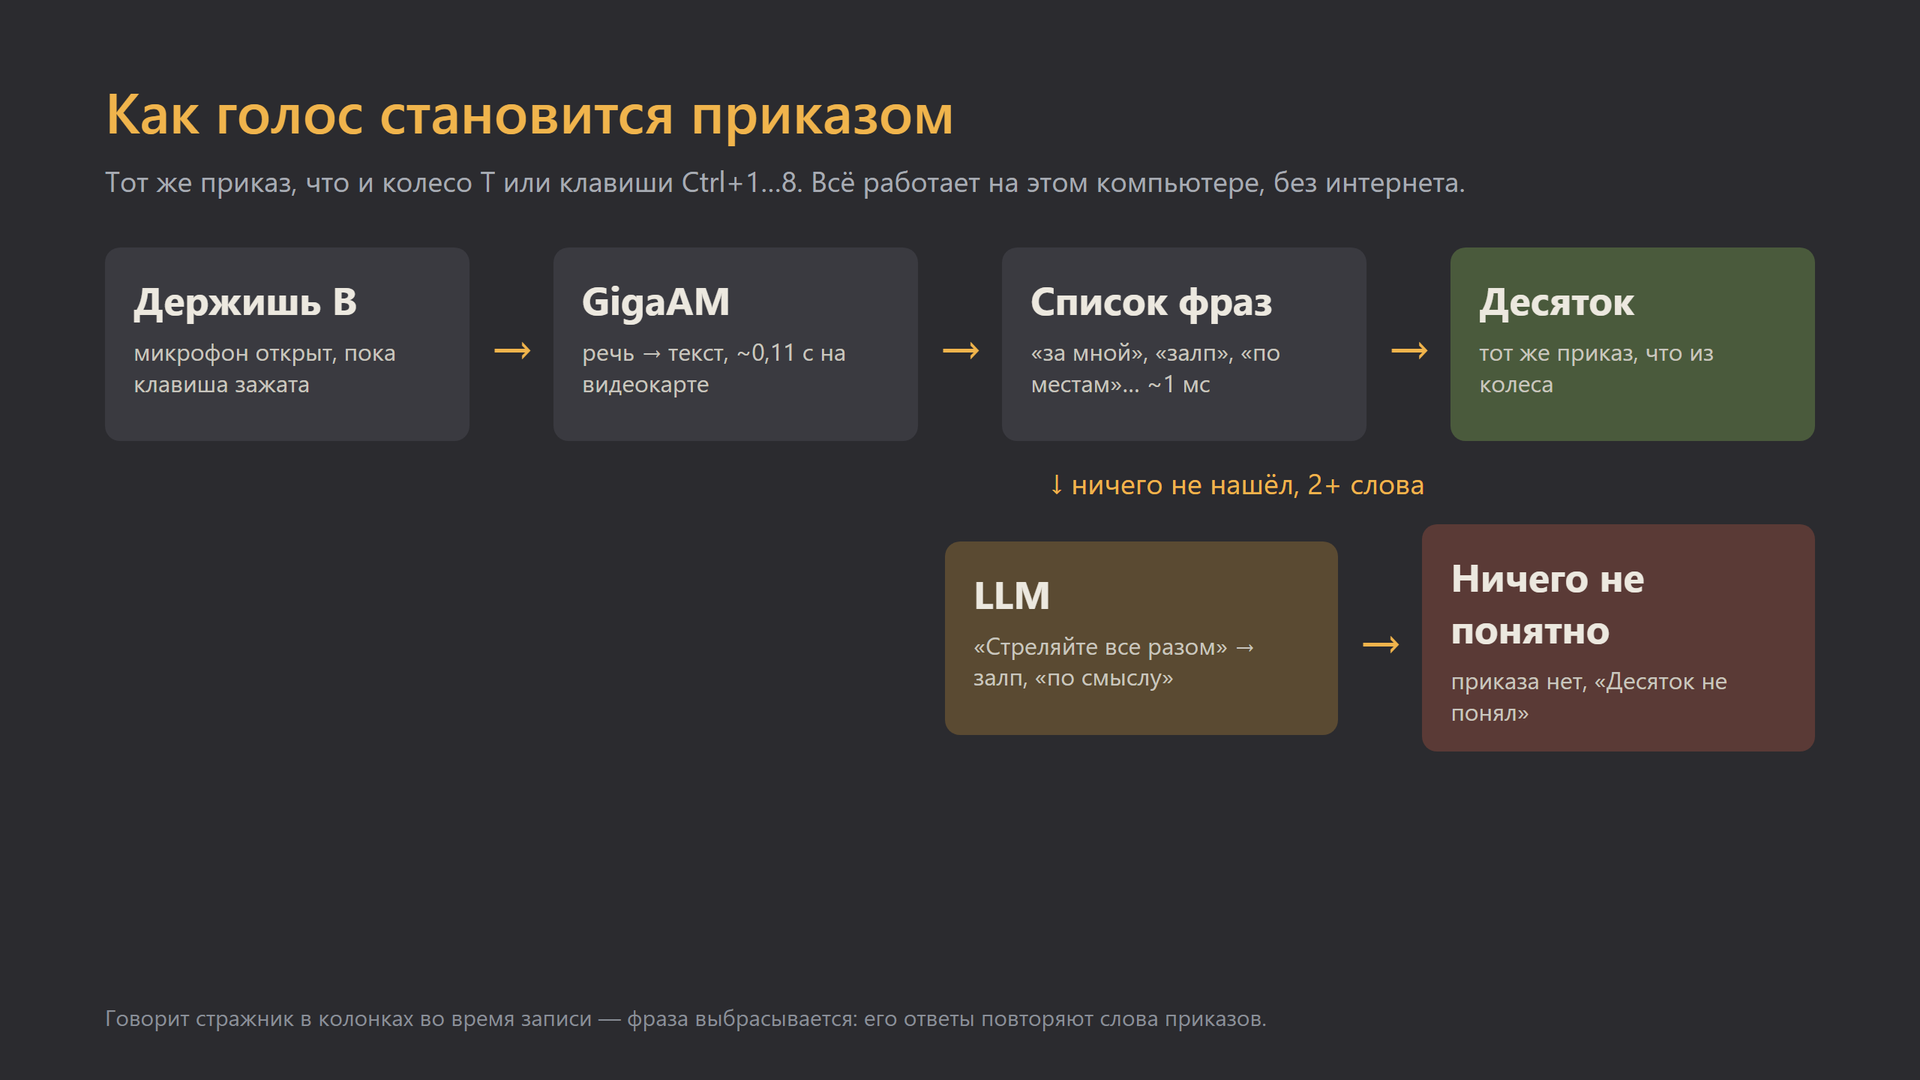 Как голос становится приказом
Тот же приказ, что и колесо T или клавиши Ctrl+1…8. Всё работает на этом компьютере, без интернета.
Держишь B
микрофон открыт, пока
клавиша зажата
→
GigaAM
речь → текст, ~0,11 с на
видеокарте
→
Список фраз
«за мной», «залп», «по
местам»… ~1 мс
→
Десяток
тот же приказ, что из
колеса
↓ ничего не нашёл, 2+ слова
LLM
«Стреляйте все разом» →
залп, «по смыслу»
→
Ничего не
понятно
приказа нет, «Десяток не
понял»
Говорит стражник в колонках во время записи — фраза выбрасывается: его ответы повторяют слова приказов.